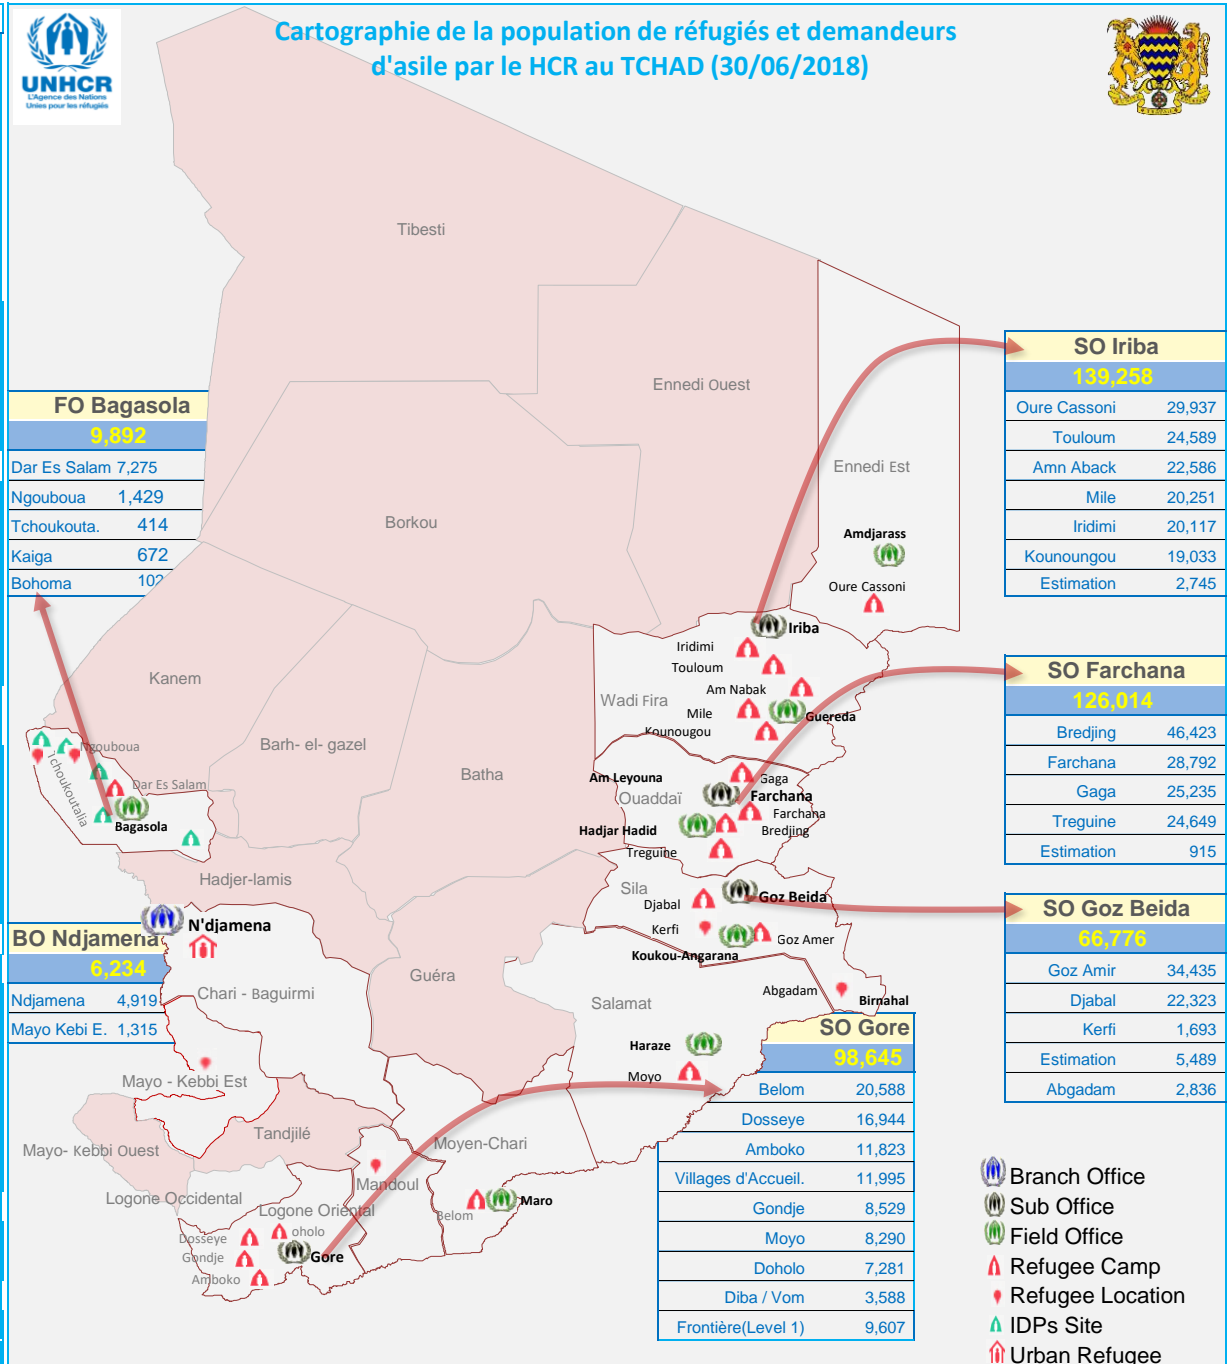 Cartographie de la population de réfugiés et demandeurs
d'asile par le HCR au TCHAD (30/06/2018)
UNHCR
L'Agence des Nations
Unies pour les réfugiés
Tibesti
Ennedi Ouest
Ennedi Est
Borkou
Kanem
Barh- el- gazel
Batha
Wadi Fira
Ouaddaï
Sila
Hadjer-lamis
Chari - Baguirmi
Guéra
Salamat
Mayo - Kebbi Est
Mayo- Kebbi Ouest
Tandjilé
Logone Occidental
Logone Oriental
Mandoul
Moyen-Chari
FO Bagasola
9,892
Dar Es Salam 7,275
Ngouboua 1,429
Tchoukouta. 414
Kaiga 672
Bohoma 102
SO Iriba
139,258
Oure Cassoni 29,937
Touloum 24,589
Amn Aback 22,586
Mile 20,251
Iridimi 20,117
Kounoungou 19,033
Estimation 2,745
SO Farchana
126,014
Bredjing 46,423
Farchana 28,792
Gaga 25,235
Treguine 24,649
Estimation 915
SO Goz Beida
66,776
Goz Amir 34,435
Djabal 22,323
Kerfi 1,693
Estimation 5,489
Abgadam 2,836
BO Ndjamena
6,234
Ndjamena 4,919
Mayo Kebi E. 1,315
SO Gore
98,645
Belom 20,588
Dosseye 16,944
Amboko 11,823
Villages d'Accueil. 11,995
Gondje 8,529
Moyo 8,290
Doholo 7,281
Diba / Vom 3,588
Frontière(Level 1) 9,607
Amdjarass
Oure Cassoni
Iriba
Iridimi
Touloum
Am Nabak
Mile
Guereda
Kounougou
Am Leyouna
Gaga
Farchana
Farchana
Hadjar Hadid
Bredjing
Treguine
Djabal
Goz Beida
Kerfi
Goz Amer
Koukou-Angarana
Abgadam
Birnahal
Haraze
Moyo
Ngouboua
Tchoukoutalia
Dar Es Salam
Bagasola
N'djamena
Belom
Maro
Dosseye
oholo
Gondje
Gore
Amboko
Branch Office
Sub Office
Field Office
Refugee Camp
Refugee Location
IDPs Site
Urban Refugee